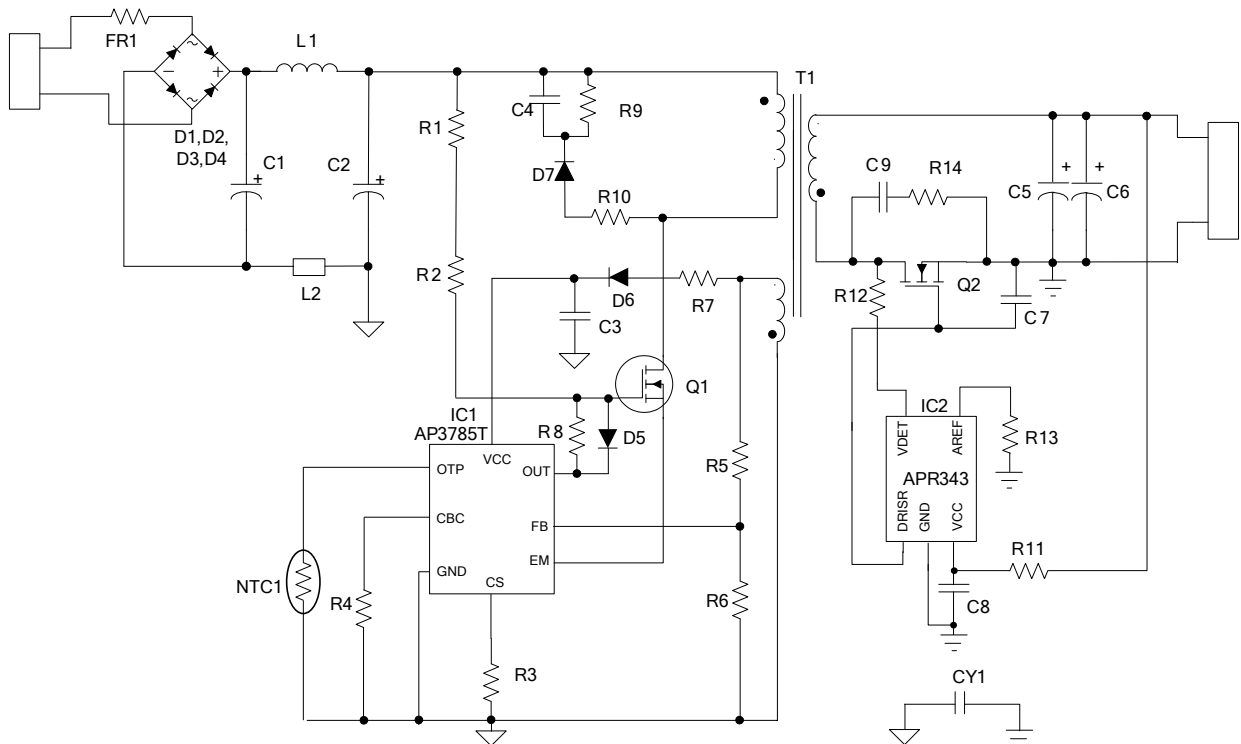 FR1
~
L1
T1
R1
C4
R9
−
+
~
D1,D2,
D3,D4
C1
+
C2
+
D7
C9
R14
C5
+
+
C6
R10
R2
D6
R7
R12
Q2
C7
L2
C3
Q1
IC1
AP3785T
R8
D5
IC2
VDET
AREF
R13
VCC
OTP
OUT
R5
APR343
CBC
FB
DRISR
GND
VCC
EM
R11
GND
CS
NTC1
R4
R6
C8
R3
CY1